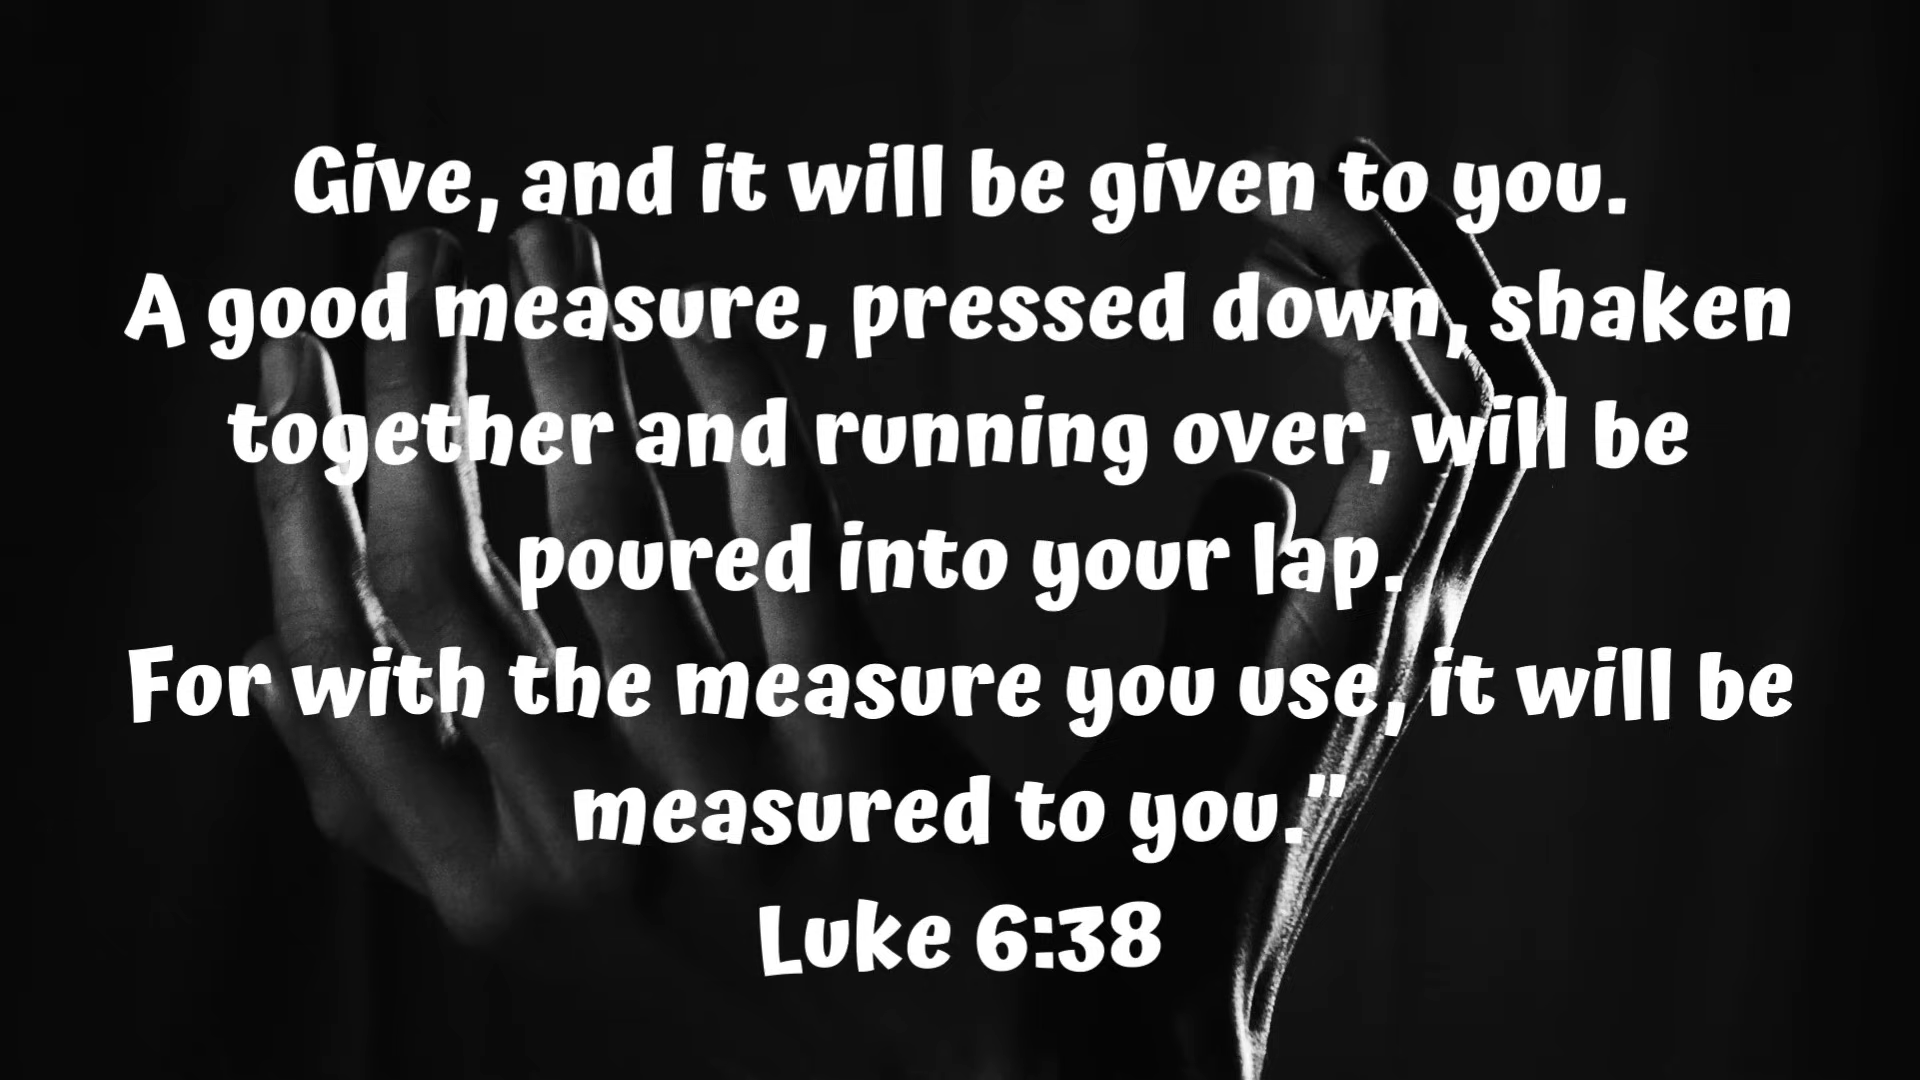 Give, and it will be given to you.
A good measure, pressed down, shaken
together and running over, will be
poured into your lap.
For with the measure you use, it will be
measured to you."
Luke 6:38